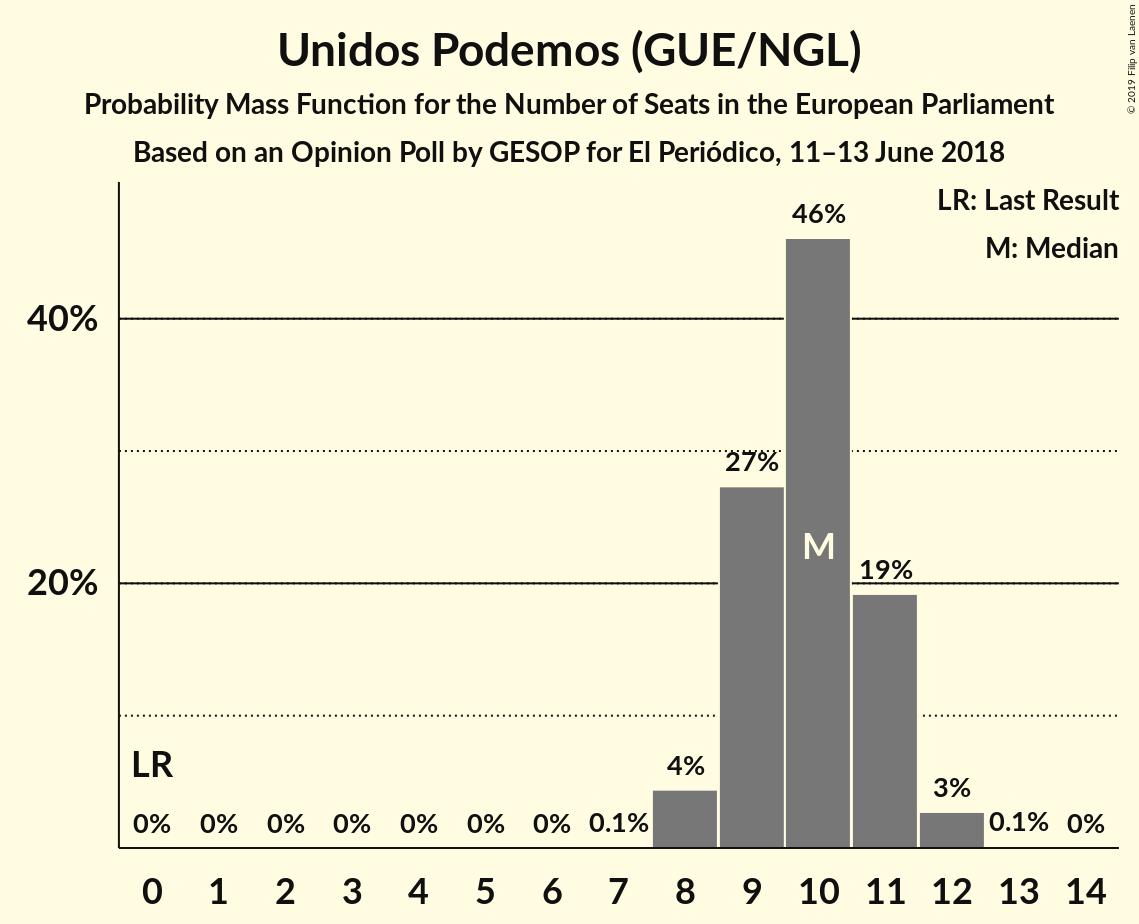 Unidos Podemos (GUE/NGL)
Probability Mass Function for the Number of Seats in the European Parliament
Based on an Opinion Poll by GESOP for El Periódico, 11–13 June 2018
© 2019 Filip van Laenen
LR: Last Result
M: Median
46%
40%
27%
M
20%
19%
LR
4%
3%
0% 0% 0% 0% 0% 0% 0% 0.1% 0.1% 0%
0 1 2 3 4 5 6 7 8 9 10 11 12 13 14